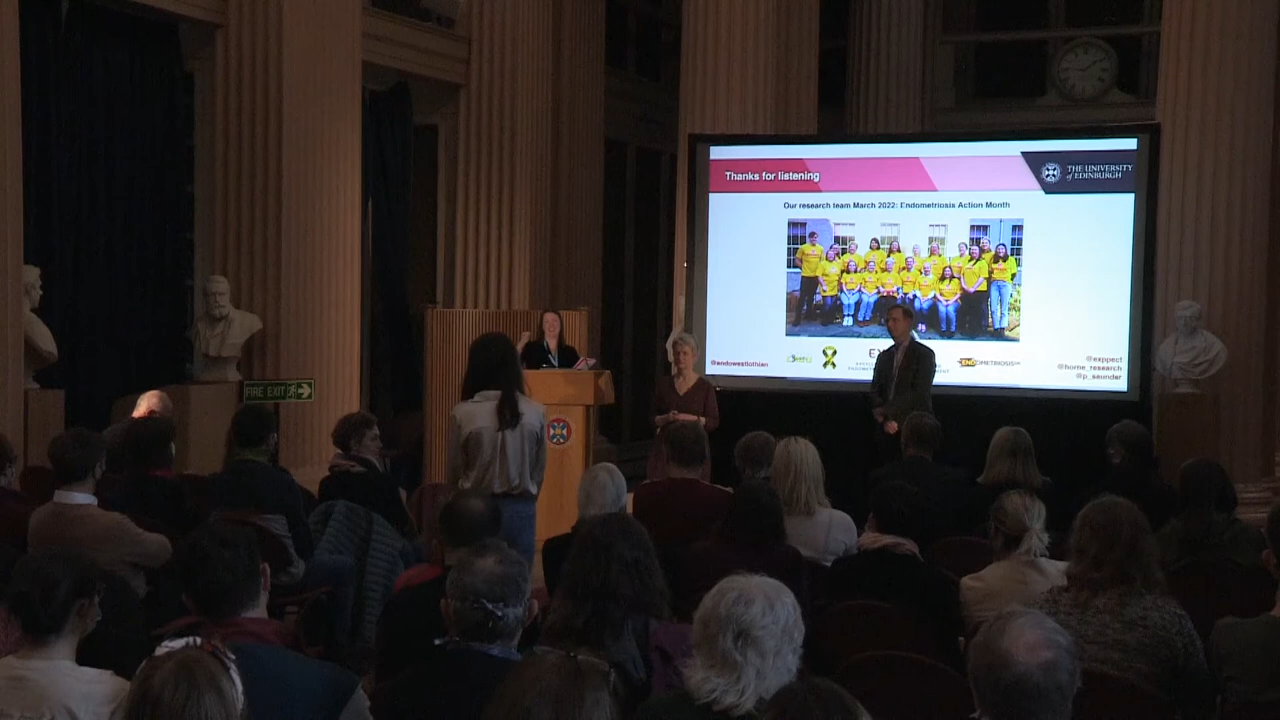 Thanks for listening
THE UNIVERSITY
of EDINBURGH
Our research team March 2022: Endometriosis Action Month
@endowestlothian
ENDOMETRIOSIS
@exppect
@horne_research
@p_saunder
FIRE EXIT